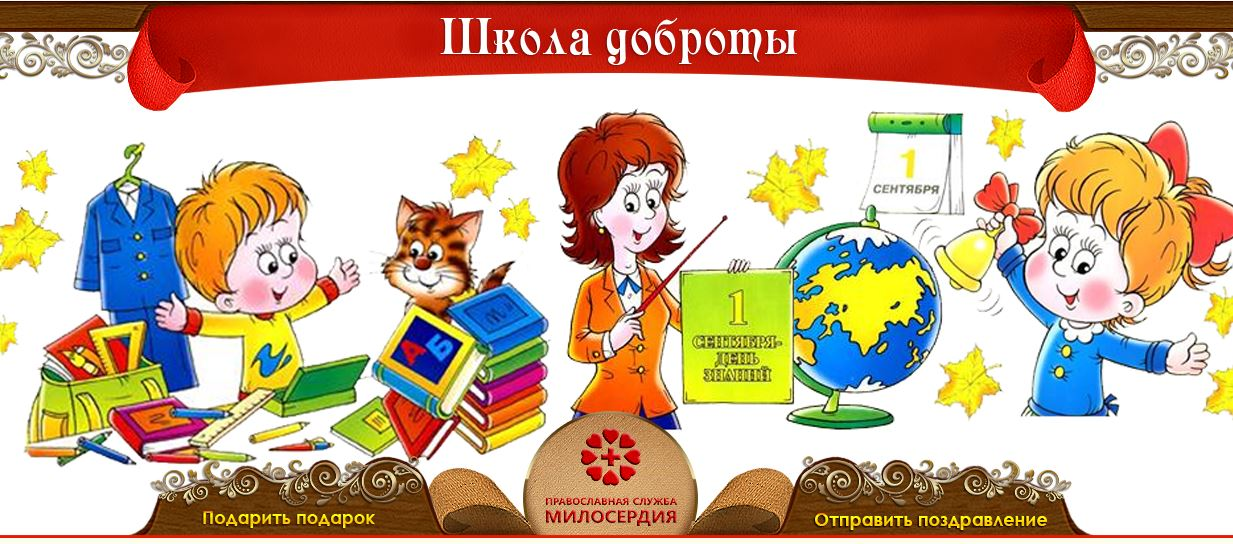 Школа доброты
1
СЕНТЯБРЯ
1
СЕНТЯБРЯ-
ДЕНЬ
ЗНАНИЙ
А
Б
ПРАВОСЛАВНАЯ СЛУЖБА
МИЛОСЕРДИЯ
Подарить подарок
Отправить поздравление